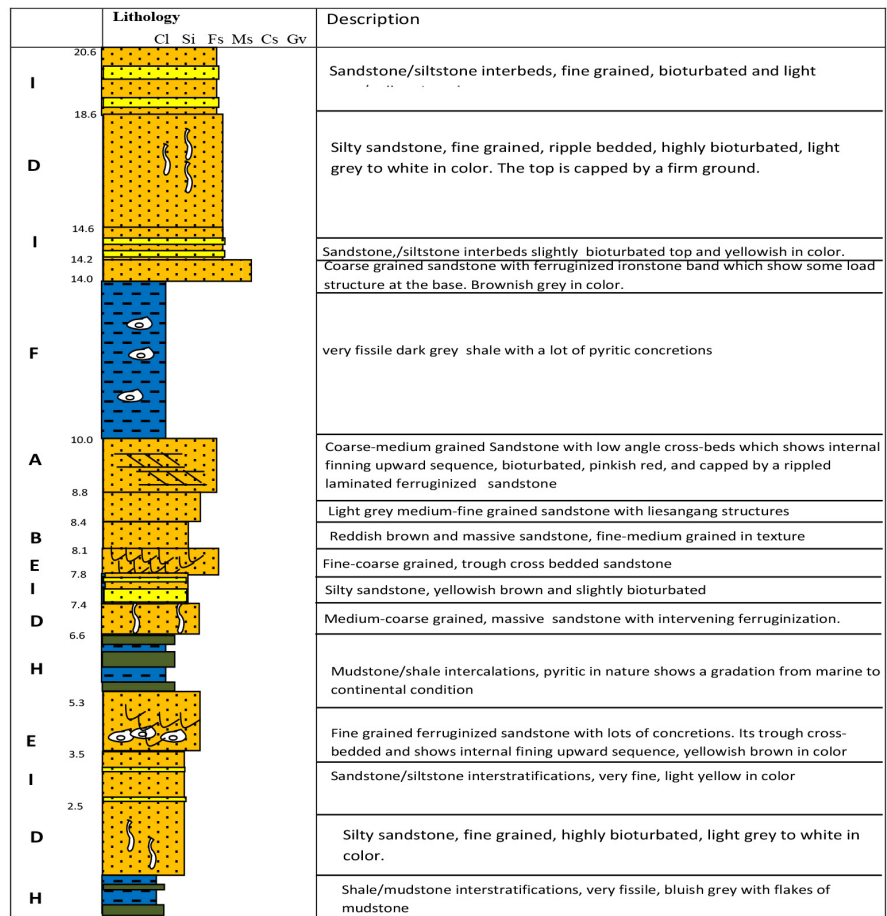 Lithology
Description
Cl Si Fs Ms Cs Gv
20.6
I
Sandstone/siltstone interbeds, fine grained, bioturbated and light
18.6
D
Silty sandstone, fine grained, ripple bedded, highly bioturbated, light
grey to white in color. The top is capped by a firm ground.
14.6
I
Sandstone,/siltstone interbeds slightly bioturbated top and yellowish in color.
14.2
Coarse grained sandstone with ferruginized ironstone band which show some load
structure at the base. Brownish grey in color.
14.0
F
very fissile dark grey shale with a lot of pyritic concretions
10.0
A
Coarse-medium grained Sandstone with low angle cross-beds which shows internal
finning upward sequence, bioturbated, pinkish red, and capped by a rippled
laminated ferruginized sandstone
8.8
Light grey medium-fine grained sandstone with liesangang structures
8.4
B
Reddish brown and massive sandstone, fine-medium grained in texture
8.1
E
Fine-coarse grained, trough cross bedded sandstone
7.8
I
Silty sandstone, yellowish brown and slightly bioturbated
7.4
D
Medium-coarse grained, massive sandstone with intervening ferruginization.
6.6
H
Mudstone/shale intercalations, pyritic in nature shows a gradation from marine to
continental condition
5.3
E
Fine grained ferruginized sandstone with lots of concretions. Its trough cross-
bedded and shows internal fining upward sequence, yellowish brown in color
3.5
I
Sandstone/siltstone interstratifications, very fine, light yellow in color
2.5
D
Silty sandstone, fine grained, highly bioturbated, light grey to white in
color.
H
Shale/mudstone interstratifications, very fissile, bluish grey with flakes of
mudstone